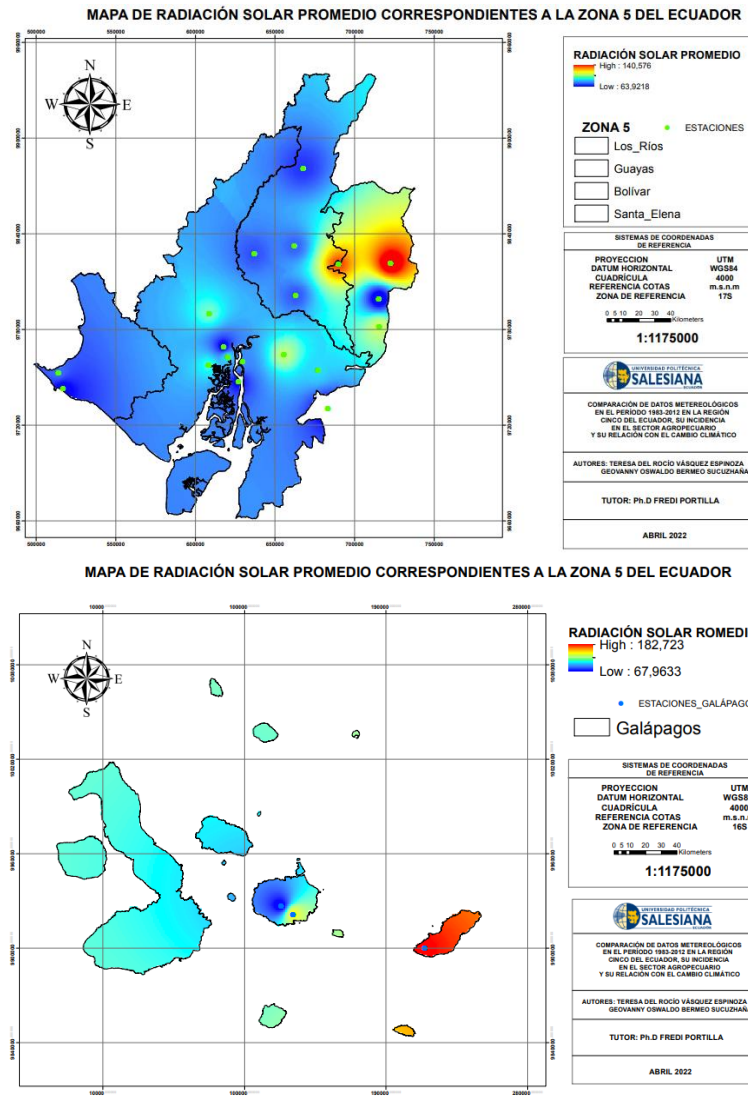 MAPA DE RADIACIÓN SOLAR PROMEDIO CORRESPONDIENTES A LA ZONA 5 DEL ECUADOR
N
W E
S
500000 550000 600000 650000 700000 750000
RADIACIÓN SOLAR PROMEDIO
High : 140,576
Low : 63,9218
ZONA 5
ESTACIONES
Los_Ríos
Guayas
Bolívar
Santa_Elena
SISTEMAS DE COORDENADAS
DE REFERENCIA
PROYECCION UTM
DATUM HORIZONTAL WGS84
CUADRÍCULA 4000
REFERENCIA COTAS m.s.n.m
ZONA DE REFERENCIA 17S
0 5 10 20 30 40
Kilometers
1:1175000
UNIVERSIDAD POLITÉCNICA
SALESIANA
ECUADOR
COMPARACIÓN DE DATOS METEREOLÓGICOS
EN EL PERÍODO 1983-2012 EN LA REGIÓN
CINCO DEL ECUADOR, SU INCIDENCIA
EN EL SECTOR AGROPECUARIO
Y SU RELACIÓN CON EL CAMBIO CLIMÁTICO
AUTORES: TERESA DEL ROCÍO VÁSQUEZ ESPINOZA
GEOVANNY OSWALDO BERMEO SUCUZHAÑA
TUTOR: Ph.D FREDI PORTILLA
ABRIL 2022
MAPA DE RADIACIÓN SOLAR PROMEDIO CORRESPONDIENTES A LA ZONA 5 DEL ECUADOR
N
W E
S
RADIACIÓN SOLAR ROMEDI
High : 182,723
Low : 67,9633
ESTACIONES_GALÁPAGO
Galápagos
SISTEMAS DE COORDENADAS
DE REFERENCIA
PROYECCION UTM
DATUM HORIZONTAL WGS8
CUADRÍCULA 4000
REFERENCIA COTAS m.s.n.
ZONA DE REFERENCIA 16S
0 5 10 20 30 40
Kilometers
1:1175000
UNIVERSIDAD POLITÉCNICA
SALESIANA
ECUADOR
COMPARACIÓN DE DATOS METEREOLÓGICOS
EN EL PERÍODO 1983-2012 EN LA REGIÓN
CINCO DEL ECUADOR, SU INCIDENCIA
EN EL SECTOR AGROPECUARIO
Y SU RELACIÓN CON EL CAMBIO CLIMÁTICO
AUTORES: TERESA DEL ROCÍO VÁSQUEZ ESPINOZA
GEOVANNY OSWALDO BERMEO SUCUZHAÑ
TUTOR: Ph.D FREDI PORTILLA
ABRIL 2022